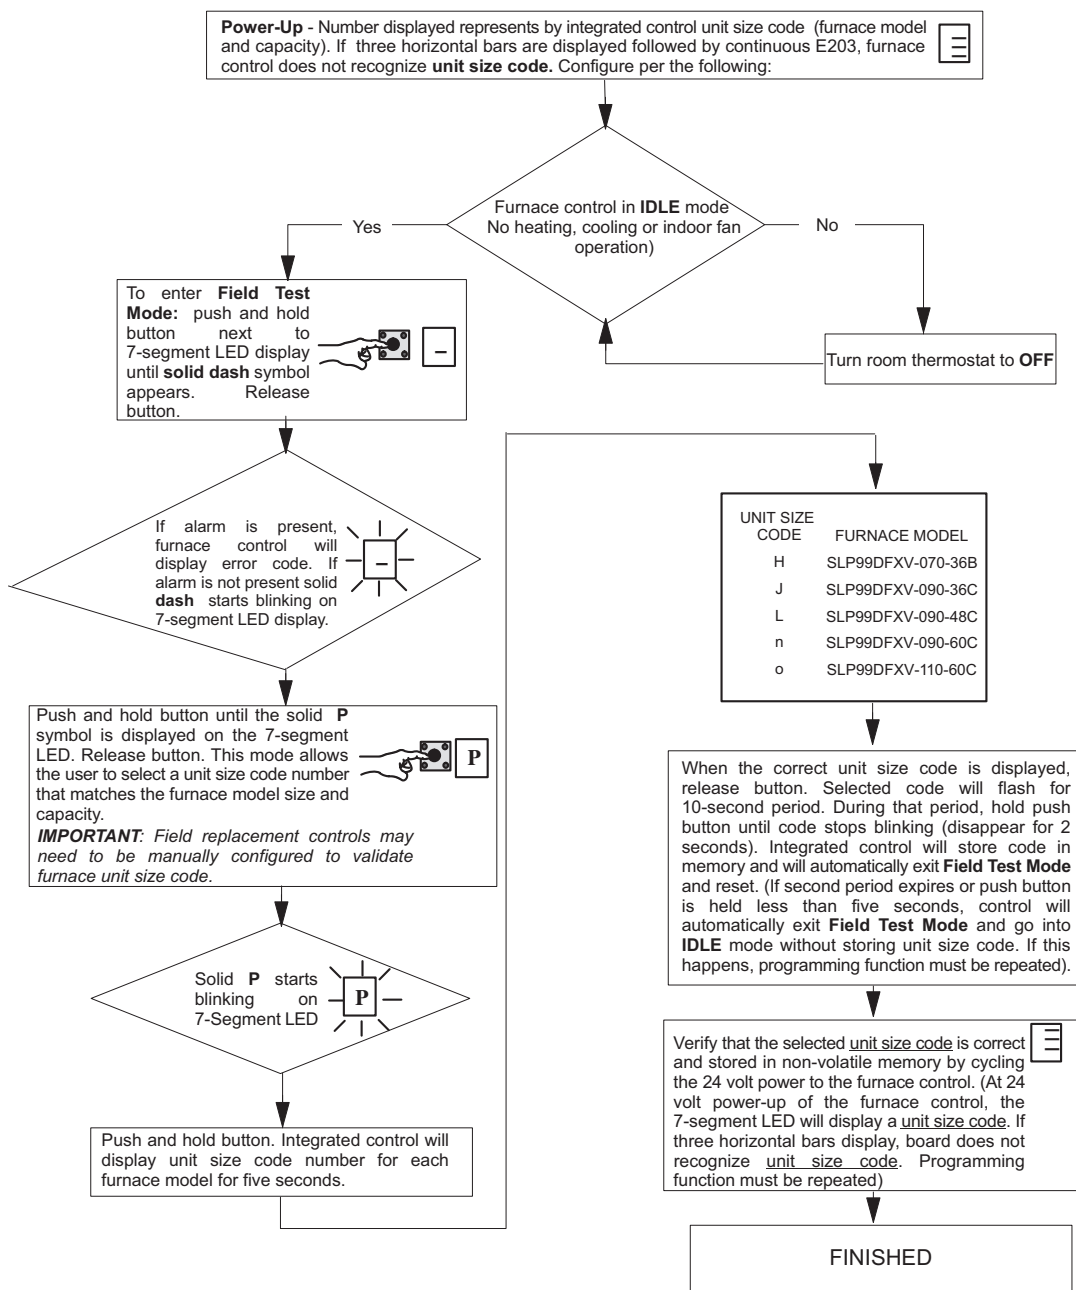 Power-Up - Number displayed represents by integrated control unit size code (furnace model
and capacity). If three horizontal bars are displayed followed by continuous E203, furnace
control does not recognize unit size code. Configure per the following:
Furnace control in IDLE mode
No heating, cooling or indoor fan
operation)
Yes
No
To enter Field Test
Mode: push and hold
button next to
7-segment LED display
until solid dash symbol
appears. Release
button.
Turn room thermostat to OFF
If alarm is present,
furnace control will
display error code. If
alarm is not present solid
dash starts blinking on
7-segment LED display.
Push and hold button until the solid P
symbol is displayed on the 7-segment
LED. Release button. This mode allows
the user to select a unit size code number
that matches the furnace model size and
capacity.
IMPORTANT: Field replacement controls may
need to be manually configured to validate
furnace unit size code.
P
Solid P starts
blinking on
7-Segment LED
P
Push and hold button. Integrated control will
display unit size code number for each
furnace model for five seconds.
UNIT SIZE
CODE FURNACE MODEL
H SLP99DFXV-070-36B
J SLP99DFXV-090-36C
L SLP99DFXV-090-48C
n SLP99DFXV-090-60C
o SLP99DFXV-110-60C
When the correct unit size code is displayed,
release button. Selected code will flash for
10-second period. During that period, hold push
button until code stops blinking (disappear for 2
seconds). Integrated control will store code in
memory and will automatically exit Field Test Mode
and reset. (If second period expires or push button
is held less than five seconds, control will
automatically exit Field Test Mode and go into
IDLE mode without storing unit size code. If this
happens, programming function must be repeated).
Verify that the selected unit size code is correct
and stored in non-volatile memory by cycling
the 24 volt power to the furnace control. (At 24
volt power-up of the furnace control, the
7-segment LED will display a unit size code. If
three horizontal bars display, board does not
recognize unit size code. Programming
function must be repeated)
FINISHED